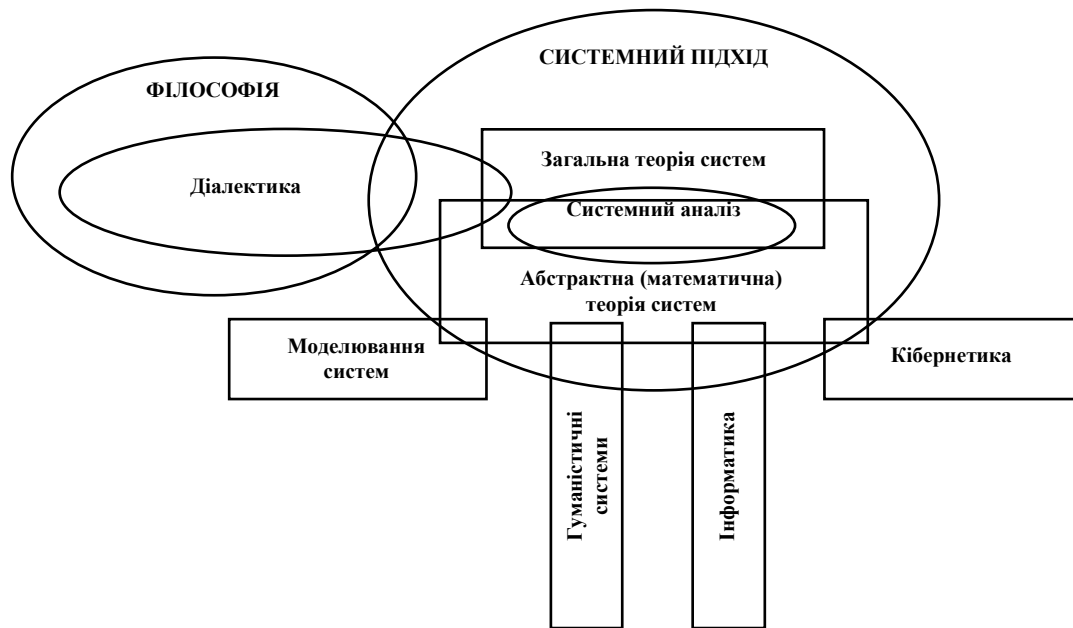 СИСТЕМНИЙ ПІДХІД
ФІЛОСОФІЯ
Загальна теорія систем
Діалектика
Системний аналіз
Абстрактна (математична)
теорія систем
Моделювання
систем
Кібернетика
Гуманістичні
системи
Інформатика